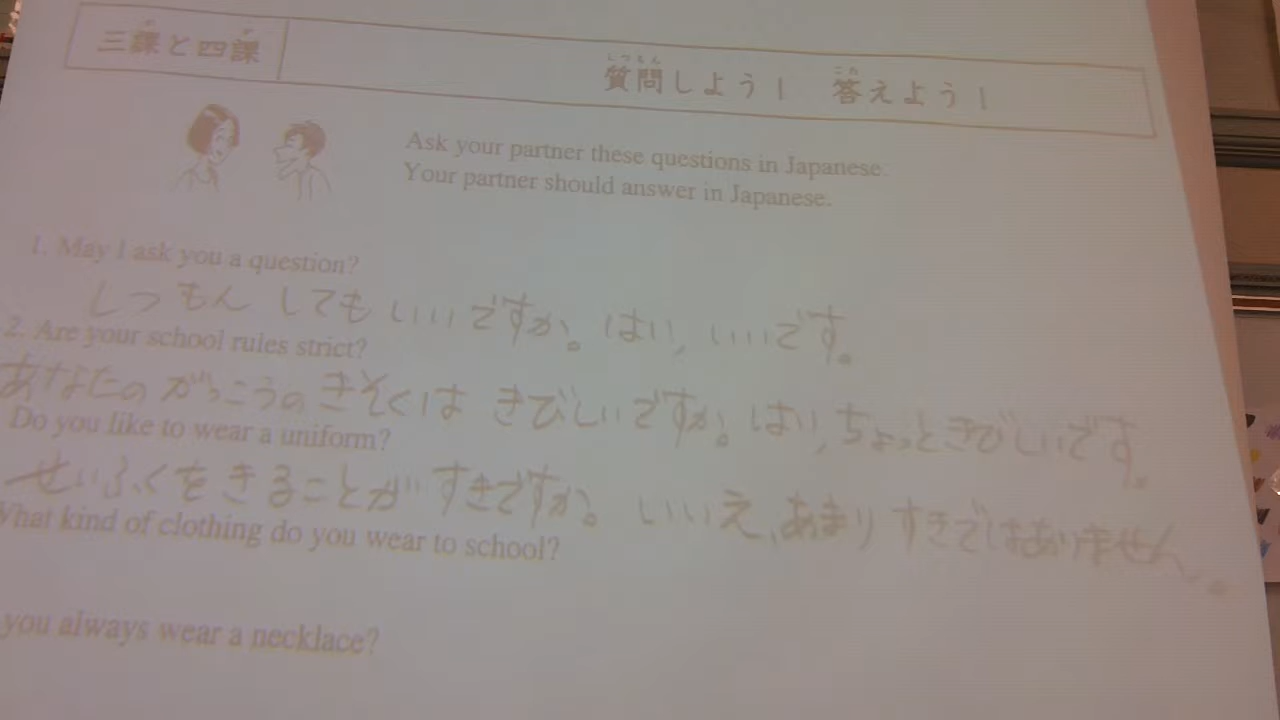 三課と四課
質問しよう! 答えよう!
Ask your partner these questions in Japanese.
Your partner should answer in Japanese.
1. May I ask you a question?
しつもん してもいいですか。はい、いいです。
2. Are your school rules strict?
あなたの がっこうの きそくは きびしいですか。はい、ちょっときびしいです。
Do you like to wear a uniform?
せいふくを きることが すきですか。いいえ、あまり すきではありません。
What kind of clothing do you wear to school?
you always wear a necklace?